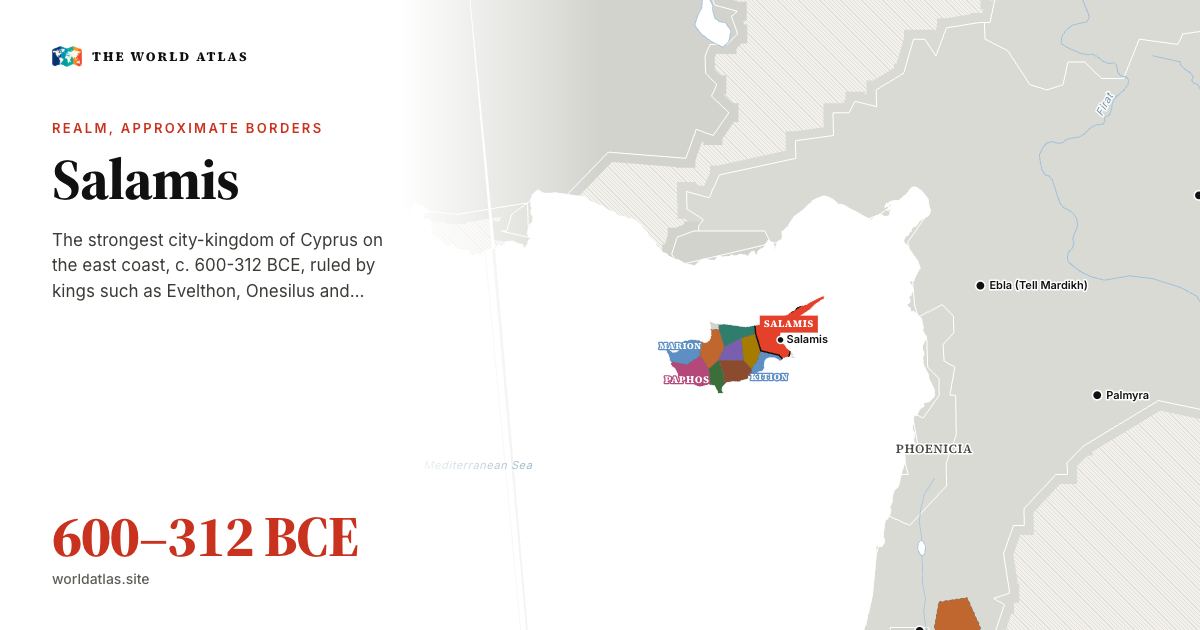 THE WORLD ATLAS
REALM, APPROXIMATE BORDERS
Salamis
The strongest city-kingdom of Cyprus on
the east coast, c. 600-312 BCE, ruled by
kings such as Evelthon, Onesilus and...
600–312 BCE
worldatlas.site
Firat
Ebla (Tell Mardikh)
SALAMIS
Salamis
MARION
PAPHOS
KITION
Palmyra
PHOENICIA
Mediterranean Sea